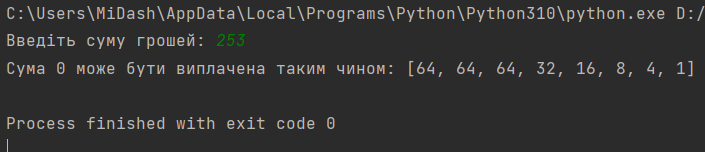 C:\Users\MiDash\AppData\Local\Programs\Python\Python310\python.exe D:/
Введіть суму грошей: 253
Сума 0 може бути виплачена таким чином: [64, 64, 64, 32, 16, 8, 4, 1]
Process finished with exit code 0